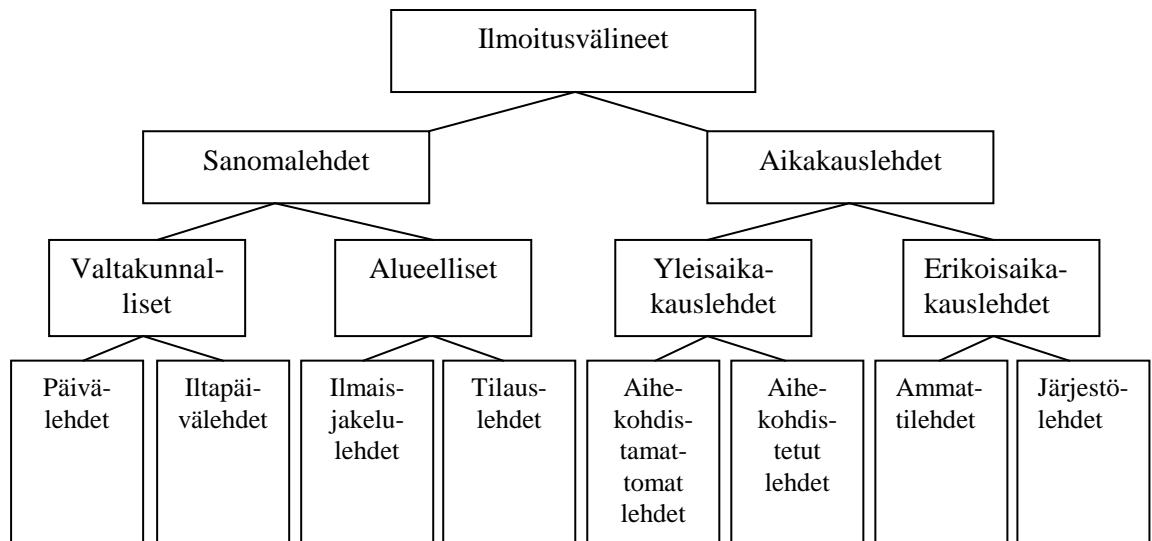 Ilmoitusvälineet
Sanomalehdet
Aikakauslehdet
Valtakunnal-
liset
Alueelliset
Yleisaika-
kauslehdet
Erikoisaika-
kauslehdet
Päivä-
lehdet
Iltapäi-
välehdet
Ilmais-
jakelu-
lehdet
Tilaus-
lehdet
Aihe-
kohdis-
tamat-
tomat
lehdet
Aihe-
kohdis-
tetut
lehdet
Ammat-
tilehdet
Järjestö-
lehdet